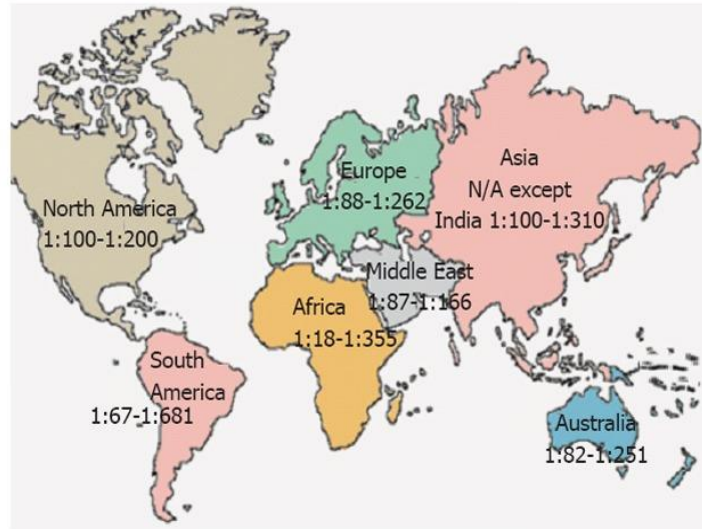 North America
1:100-1:200
Europe
1:88-1:262
Asia
N/A except
India 1:100-1:310
Middle East
1:87-1:166
Africa
1:18-1:355
South
America
1:67-1:681
Australia
1:82-1:251